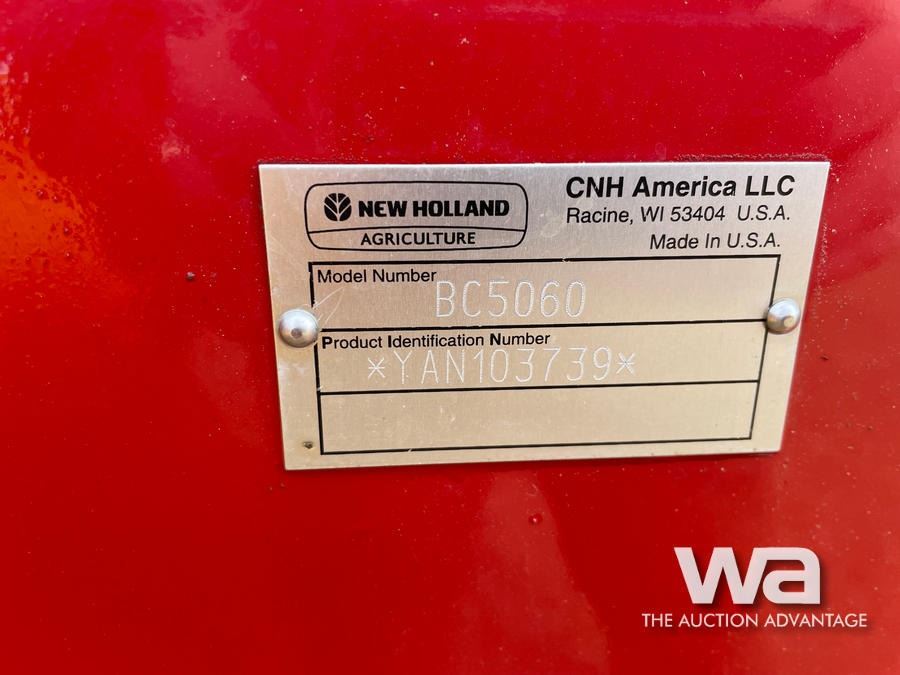 NEW HOLLAND
AGRICULTURE
CNH America LLC
Racine, WI 53404 U.S.A.
Made In U.S.A.
Model Number
BC5060
Product Identification Number
*YAN103739*
wa
THE AUCTION ADVANTAGE